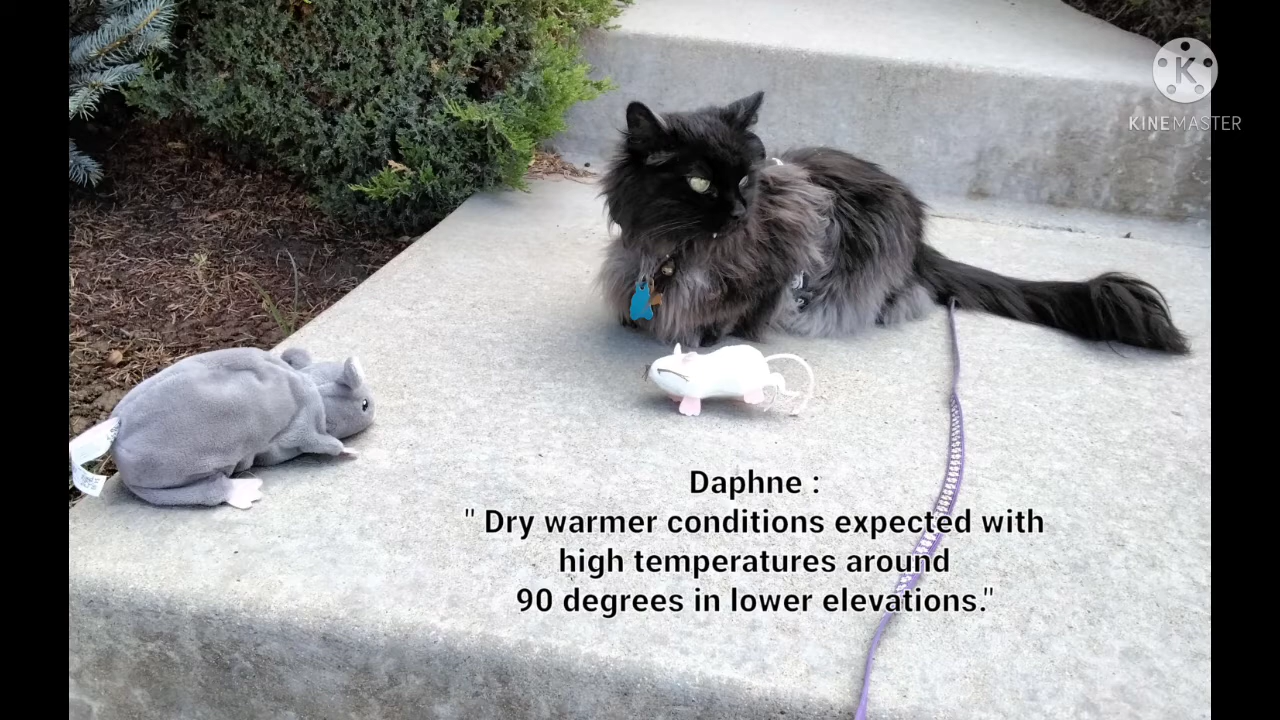 KINEMASTER
Daphne :
" Dry warmer conditions expected with
high temperatures around
90 degrees in lower elevations."